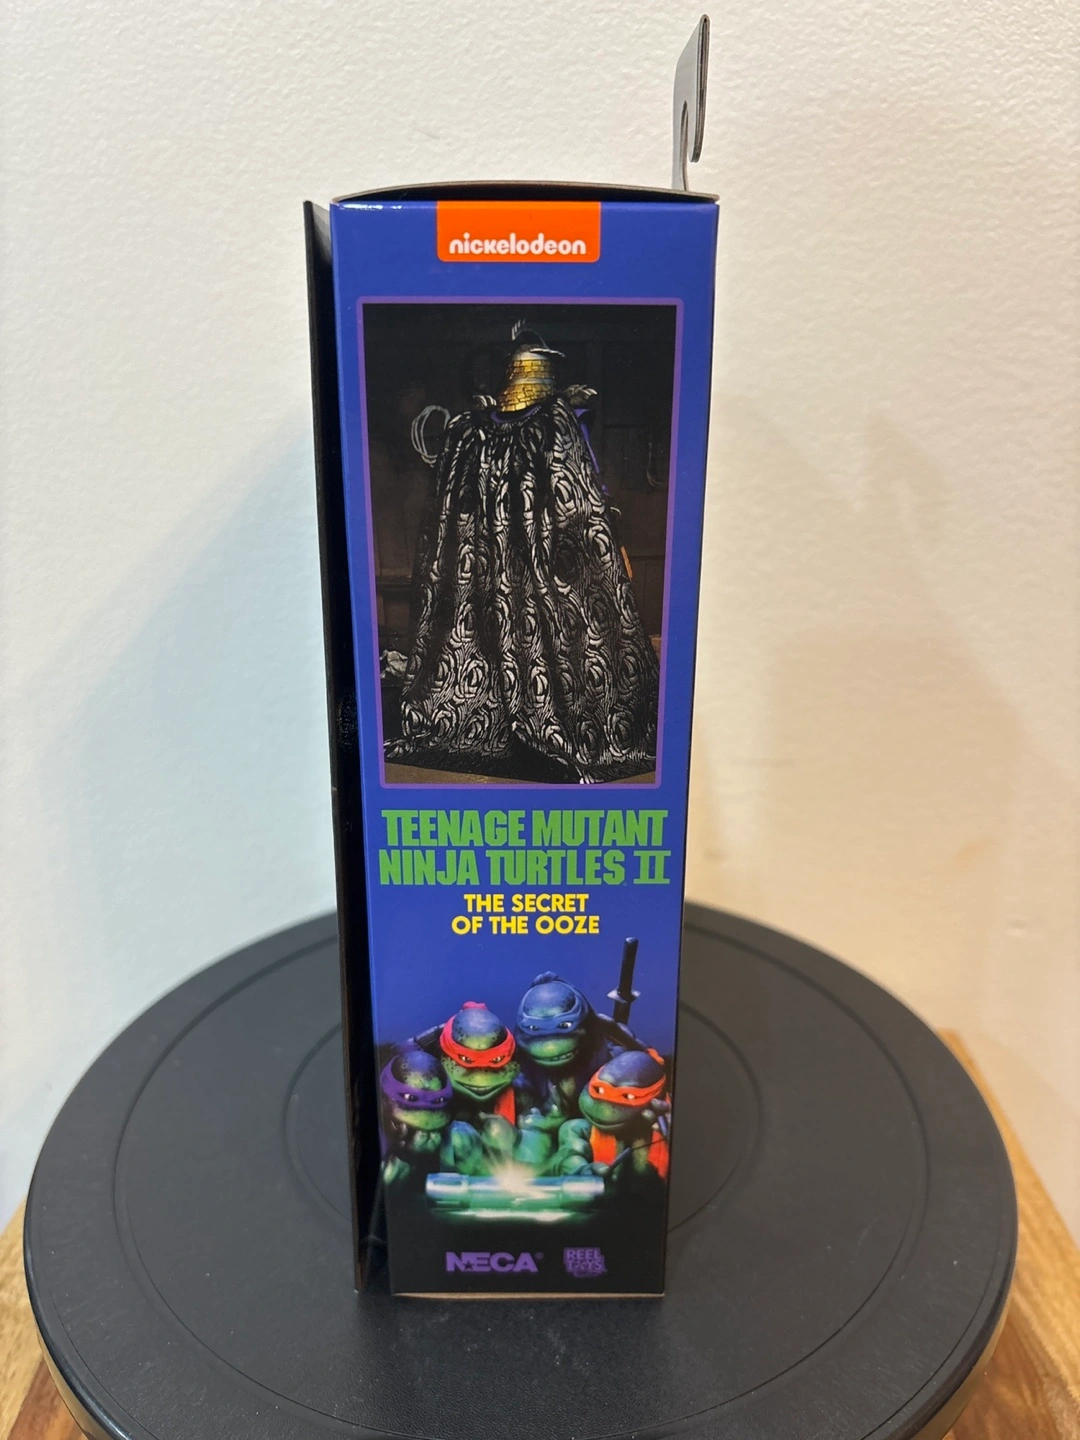 nickelodeon
TEENAGE MUTANT
NINJA TURTLES II
THE SECRET
OF THE OOZE
NECA®
REEL
TOYS